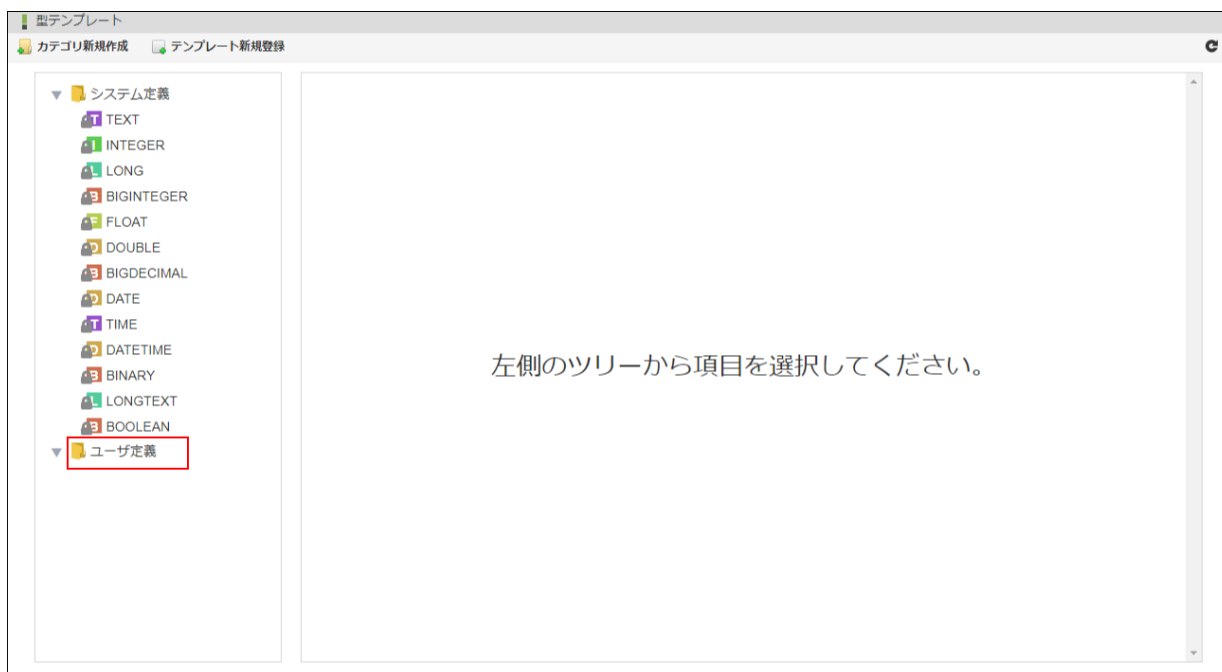 型テンプレート
カテゴリ新規作成 テンプレート新規登録
システム定義
T TEXT
I INTEGER
L LONG
B BIGINTEGER
F FLOAT
D DOUBLE
B BIGDECIMAL
D DATE
T TIME
D DATETIME
B BINARY
L LONGTEXT
B BOOLEAN
ユーザ定義
左側のツリーから項目を選択してください。